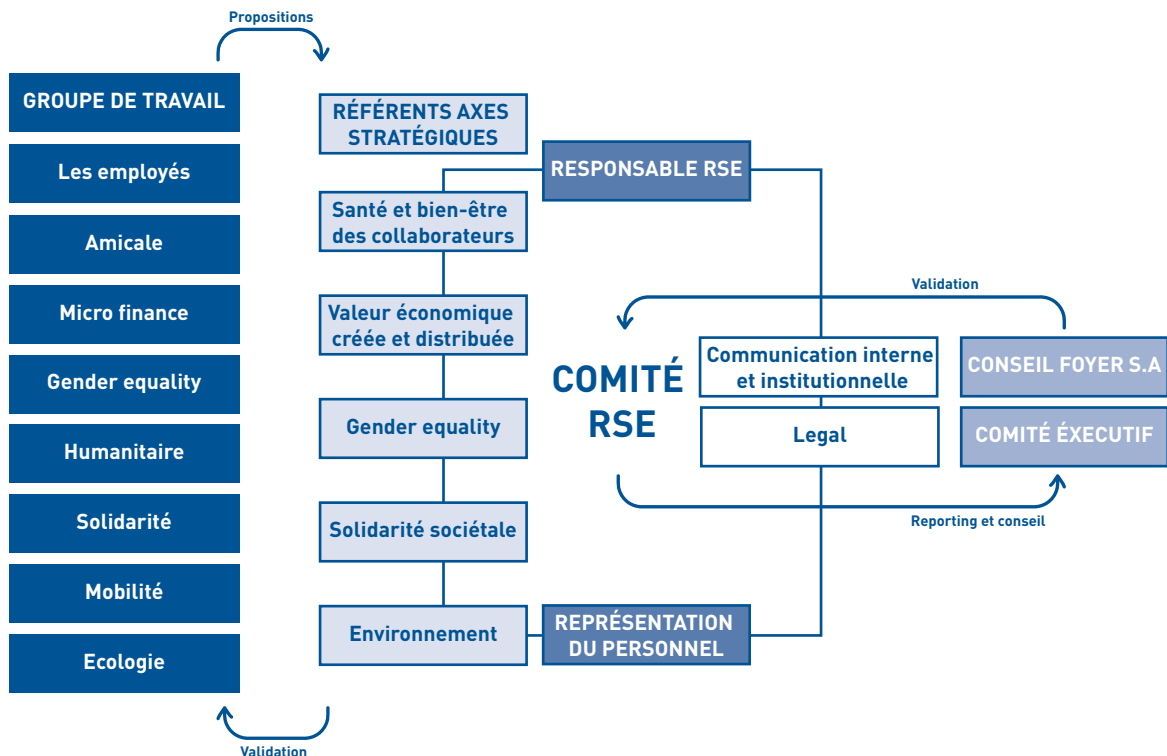 Propositions
GROUPE DE TRAVAIL
Les employés
Amicale
Micro finance
Gender equality
Humanitaire
Solidarité
Mobilité
Ecologie
Validation
RÉFÉRENTS AXES
STRATÉGIQUES
Santé et bien-être
des collaborateurs
Valeur économique
créée et distribuée
Gender equality
Solidarité sociétale
Environnement
RESPONSABLE RSE
REPRÉSENTATION
DU PERSONNEL
COMITÉ
RSE
Validation
Communication interne
et institutionnelle
Legal
CONSEIL FOYER S.A
COMITÉ ÉXECUTIF
Reporting et conseil